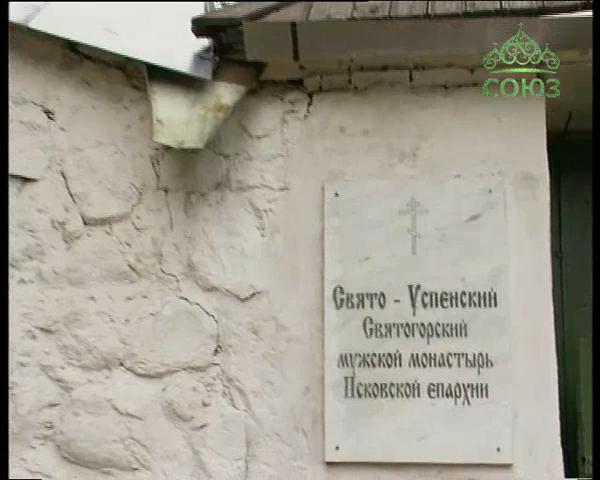 СОЮЗ
Свято - Успенский
Святогорский
мужской монастырь
Псковской епархии